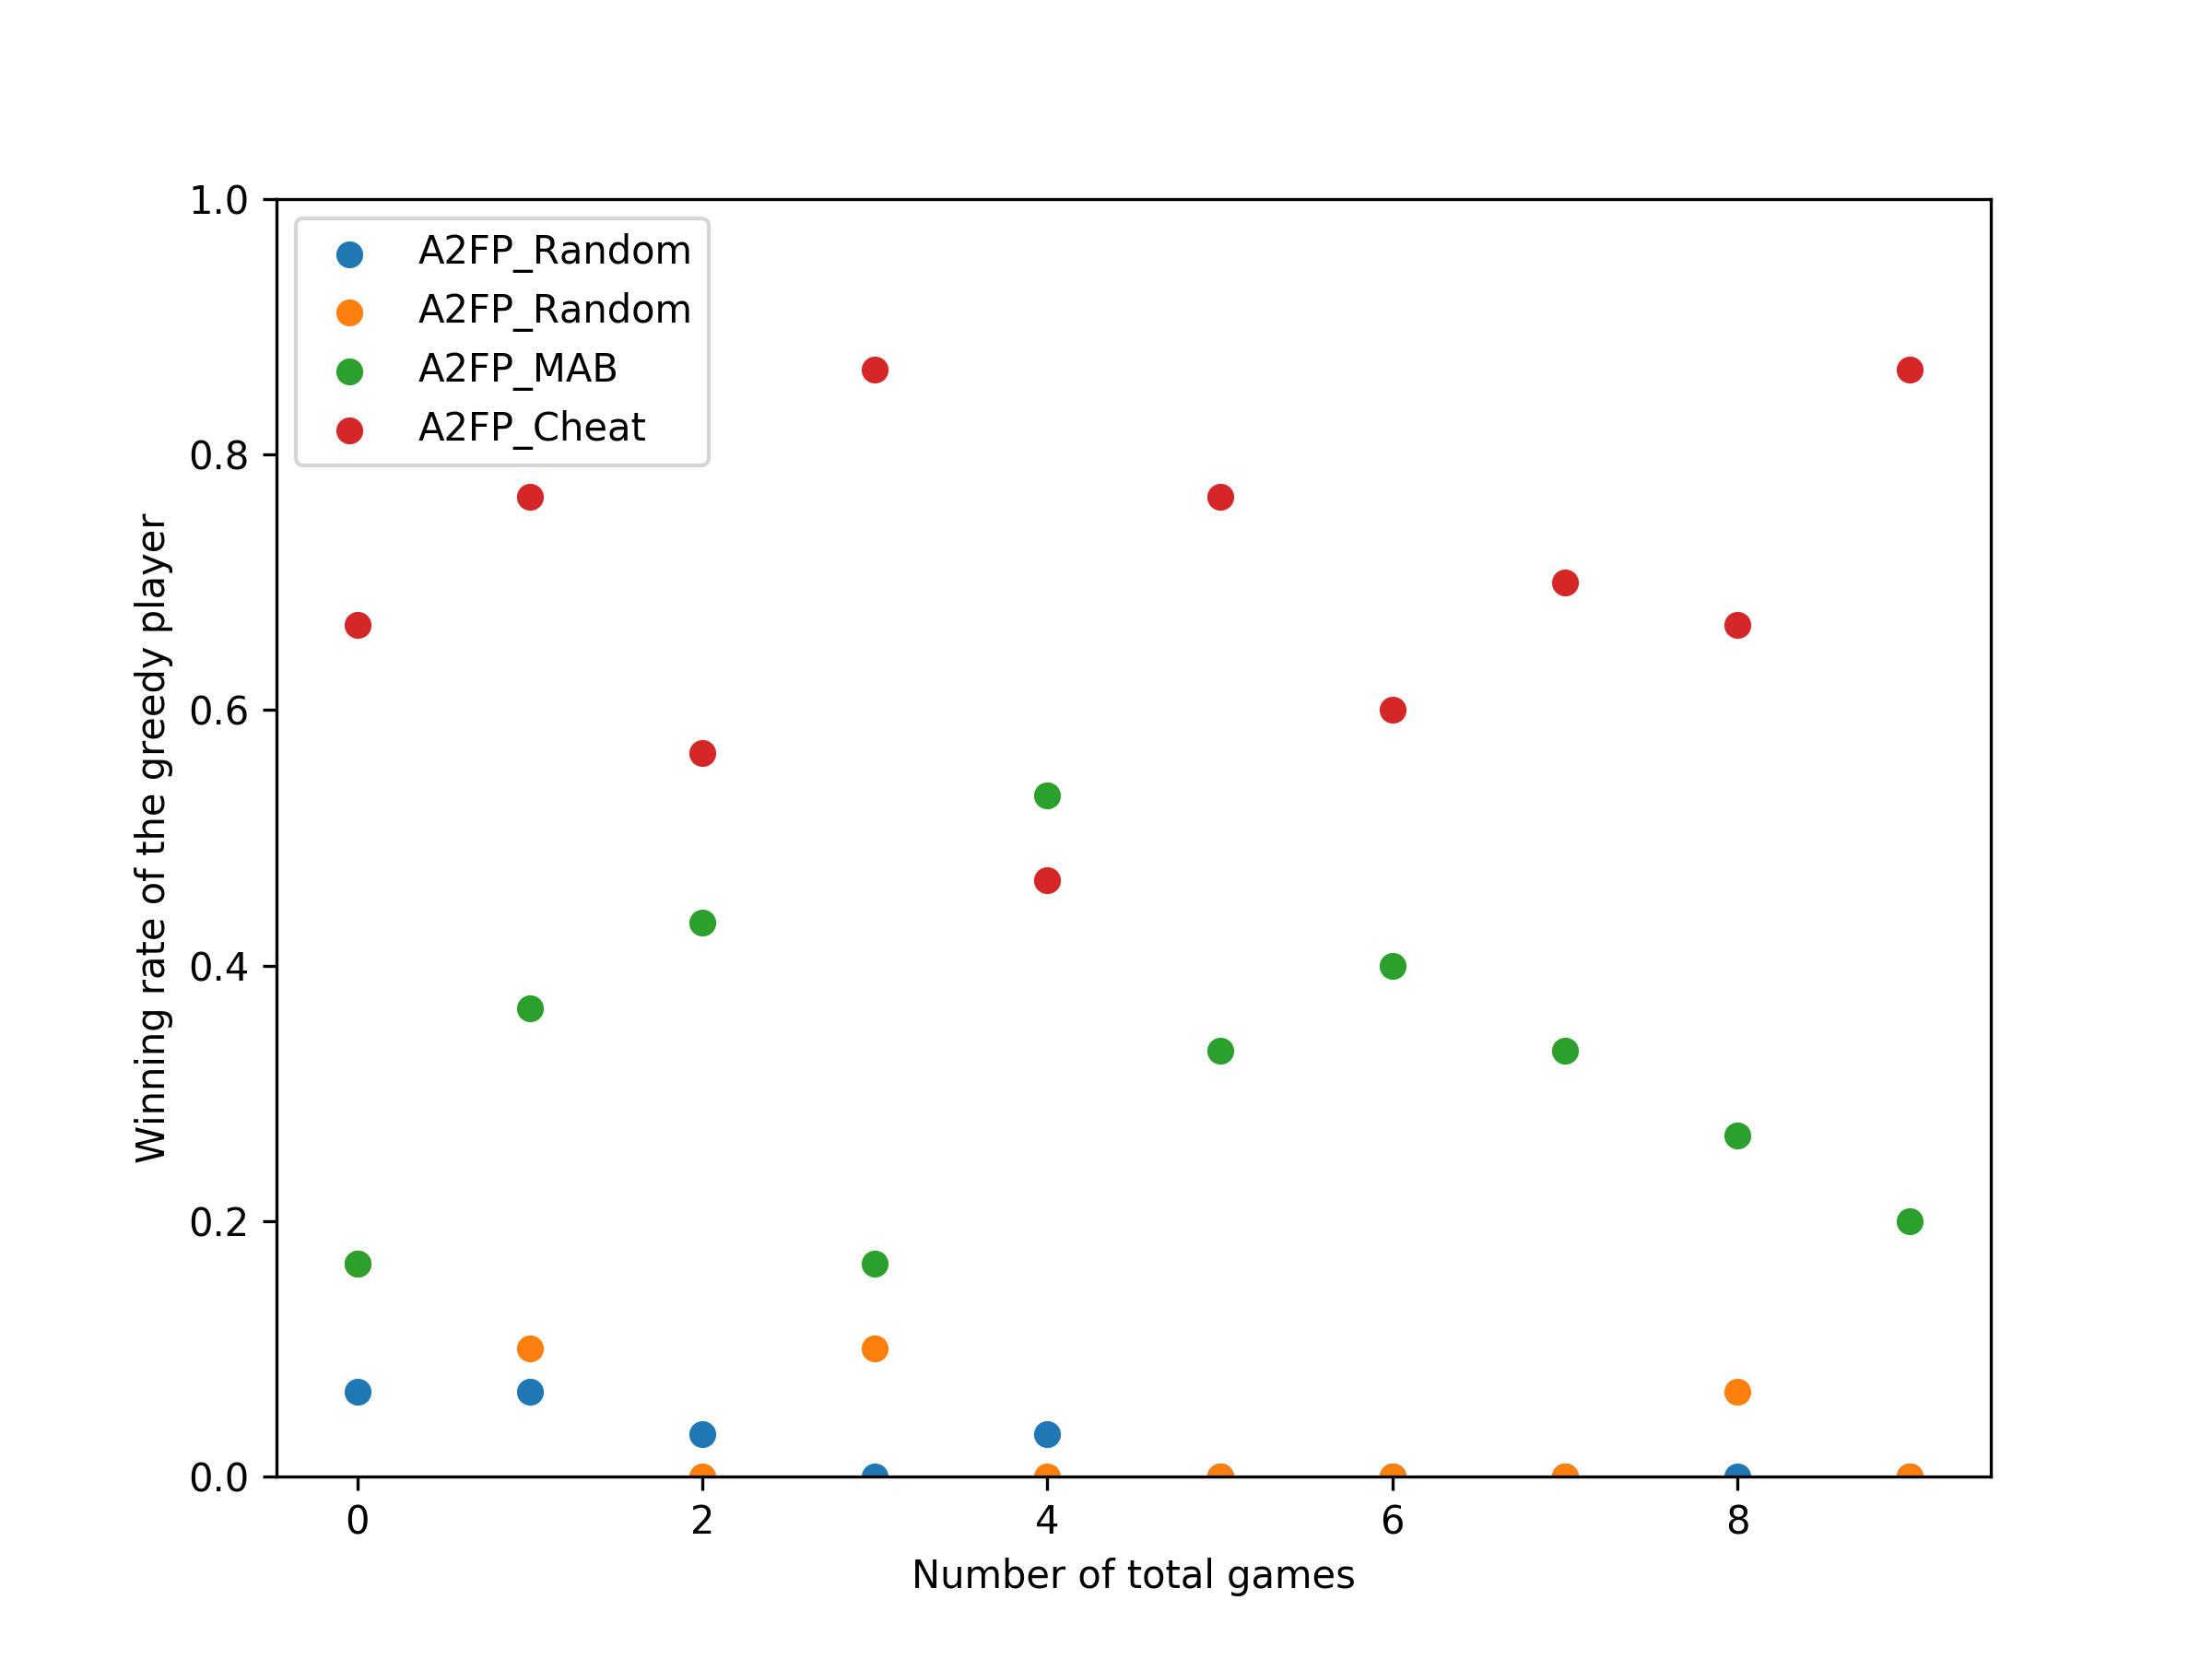 A2FP_Random
A2FP_Random
A2FP_MAB
A2FP_Cheat
Winning rate of the greedy player
1.0
0.8
0.6
0.4
0.2
0.0
0 2 4 6 8
Number of total games